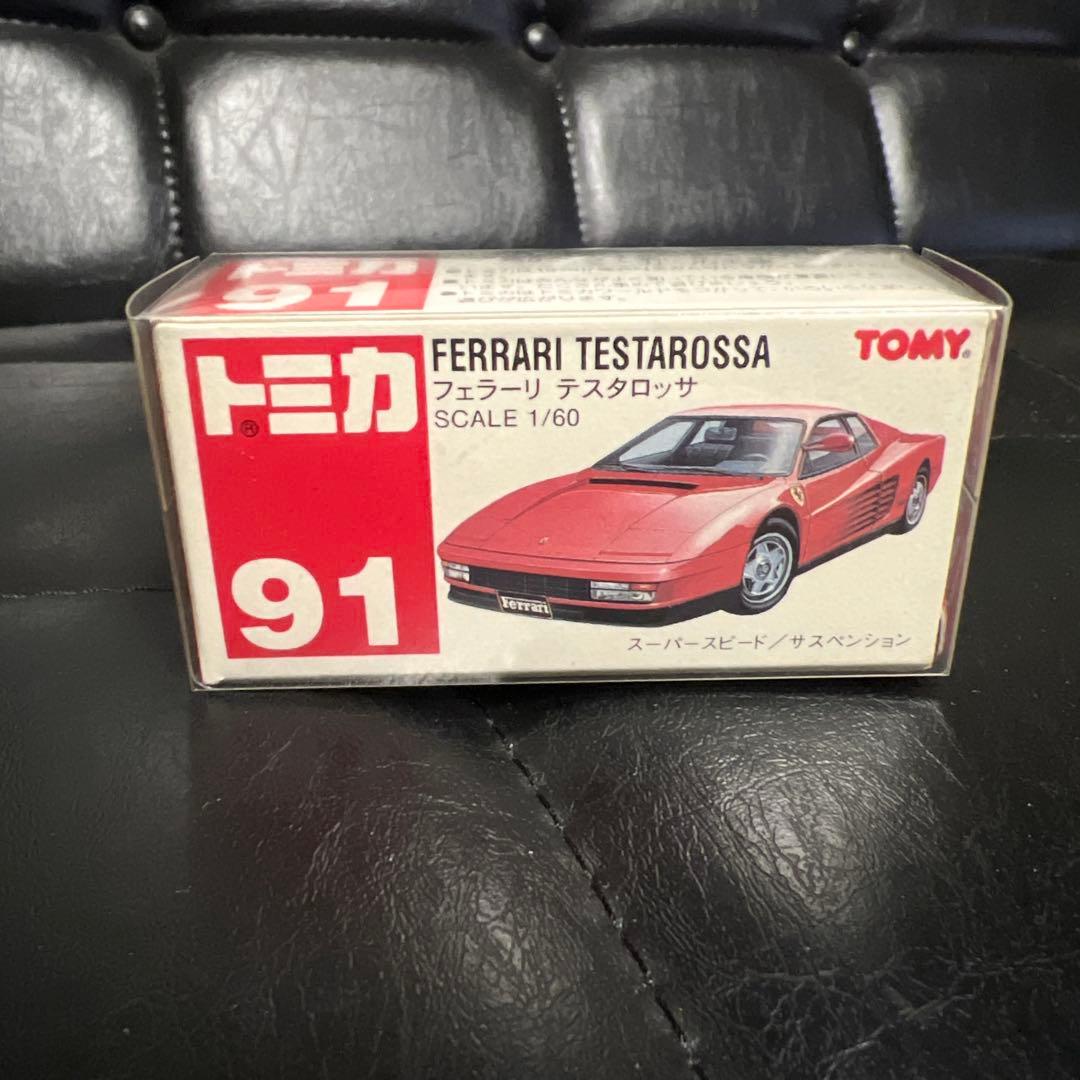 トミカ
91
トミカ®
91
FERRARI TESTAROSSA
フェラーリ テスタロッサ
SCALE 1/60
TOMY®
Ferrari
スーパースピード/サスペンション